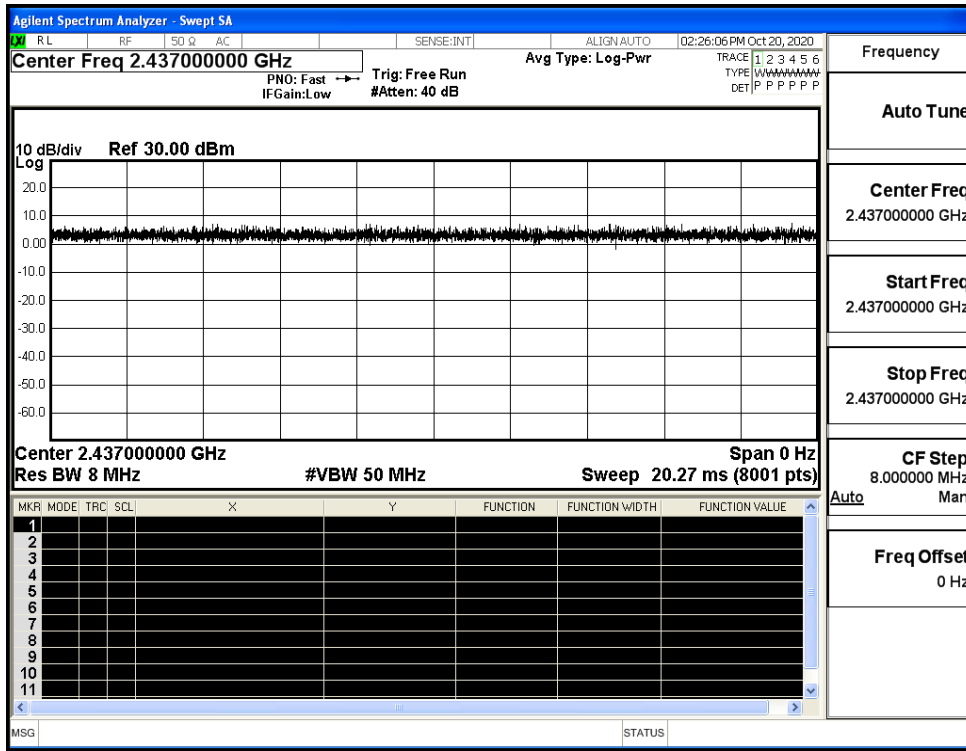 Agilent Spectrum Analyzer - Swept SA
LXI RL RF 50 Ω AC SENSE:INT ALIGN AUTO 02:26:06 PM Oct 20, 2020
Center Freq 2.437000000 GHz Avg Type: Log-Pwr TRACE 1 2 3 4 5 6
PNO: Fast Trig: Free Run TYPE WWWWWW
IFGain:Low #Atten: 40 dB DET P P P P P P
10 dB/div Ref 30.00 dBm
Log
20.0
10.0
0.00
-10.0
-20.0
-30.0
-40.0
-50.0
-60.0
Center 2.437000000 GHz Span 0 Hz
Res BW 8 MHz #VBW 50 MHz Sweep 20.27 ms (8001 pts)
MKR MODE TRC SCL X Y FUNCTION FUNCTION WIDTH FUNCTION VALUE
1
2
3
4
5
6
7
8
9
10
11
MSG STATUS
Frequency
Auto Tune
Center Freq
2.437000000 GHz
Start Freq
2.437000000 GHz
Stop Freq
2.437000000 GHz
CF Step
8.000000 MHz
Auto Man
Freq Offset
0 Hz